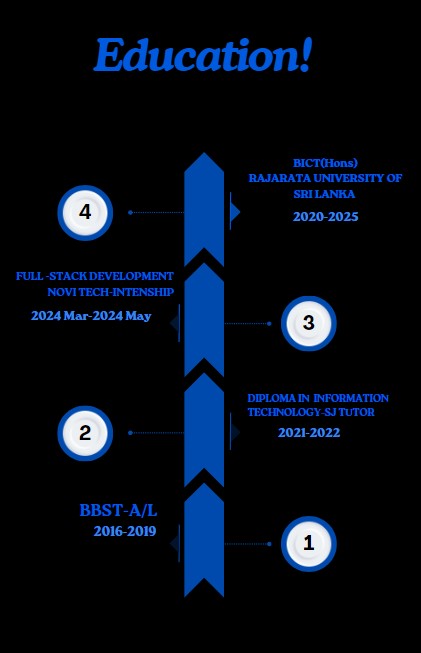 Education!
BICT(Hons)
RAJARATA UNIVERSITY OF
SRI LANKA
2020-2025
4
FULL -STACK DEVELOPMENT
NOVI TECH-INTENSHIP
2024 Mar-2024 May
3
DIPLOMA IN INFORMATION
TECHNOLOGY-SJ TUTOR
2021-2022
2
BBST-A/L
2016-2019
1